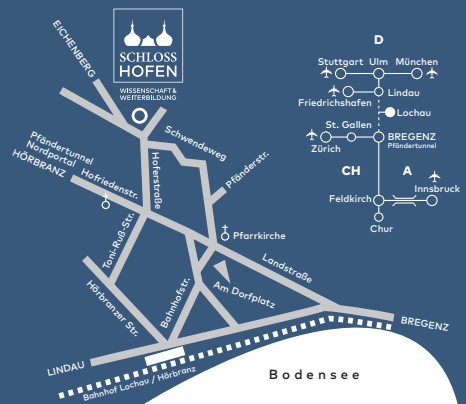 SCHLOSS
HOFEN
WISSENSCHAFT &
WEITERBILDUNG
EICHENBERG
Schwendeweg
Pfänderstr.
Hoferstraße
Pfändertunnel
Nordportal
HÖRBRANZ
Hofriedenstr.
Toni-Ruß-Str.
Hörbranzer Str.
Bahnhofstr.
Pfarrkirche
Landstraße
Am Dorfplatz
LINDAU
BREGENZ
Bahnhof Lochau / Hörbranz
Bodensee
D
Stuttgart Ulm München
Lindau
Friedrichshafen
Lochau
St. Gallen
BREGENZ
Pfändertunnel
Zürich
CH A
Innsbruck
Feldkirch
Chur